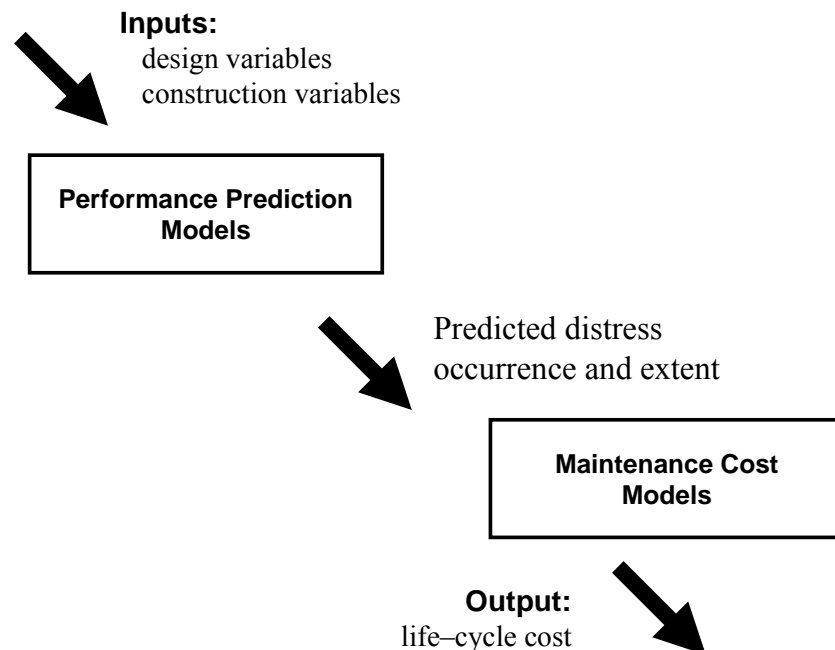 Inputs:
design variables
construction variables
Performance Prediction
Models
Predicted distress
occurrence and extent
Maintenance Cost
Models
Output:
life–cycle cost